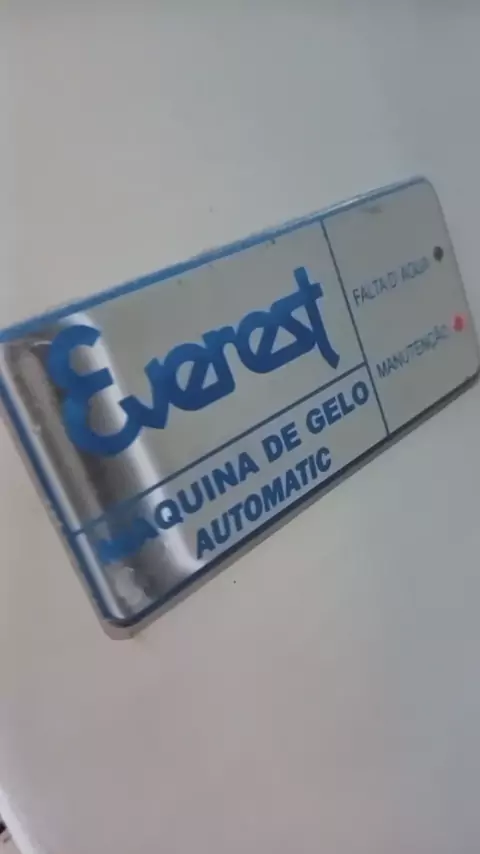 Everest
MAQUINA DE GELO
AUTOMATIC
FALTA D' AGUA
MANUTENÇÃO